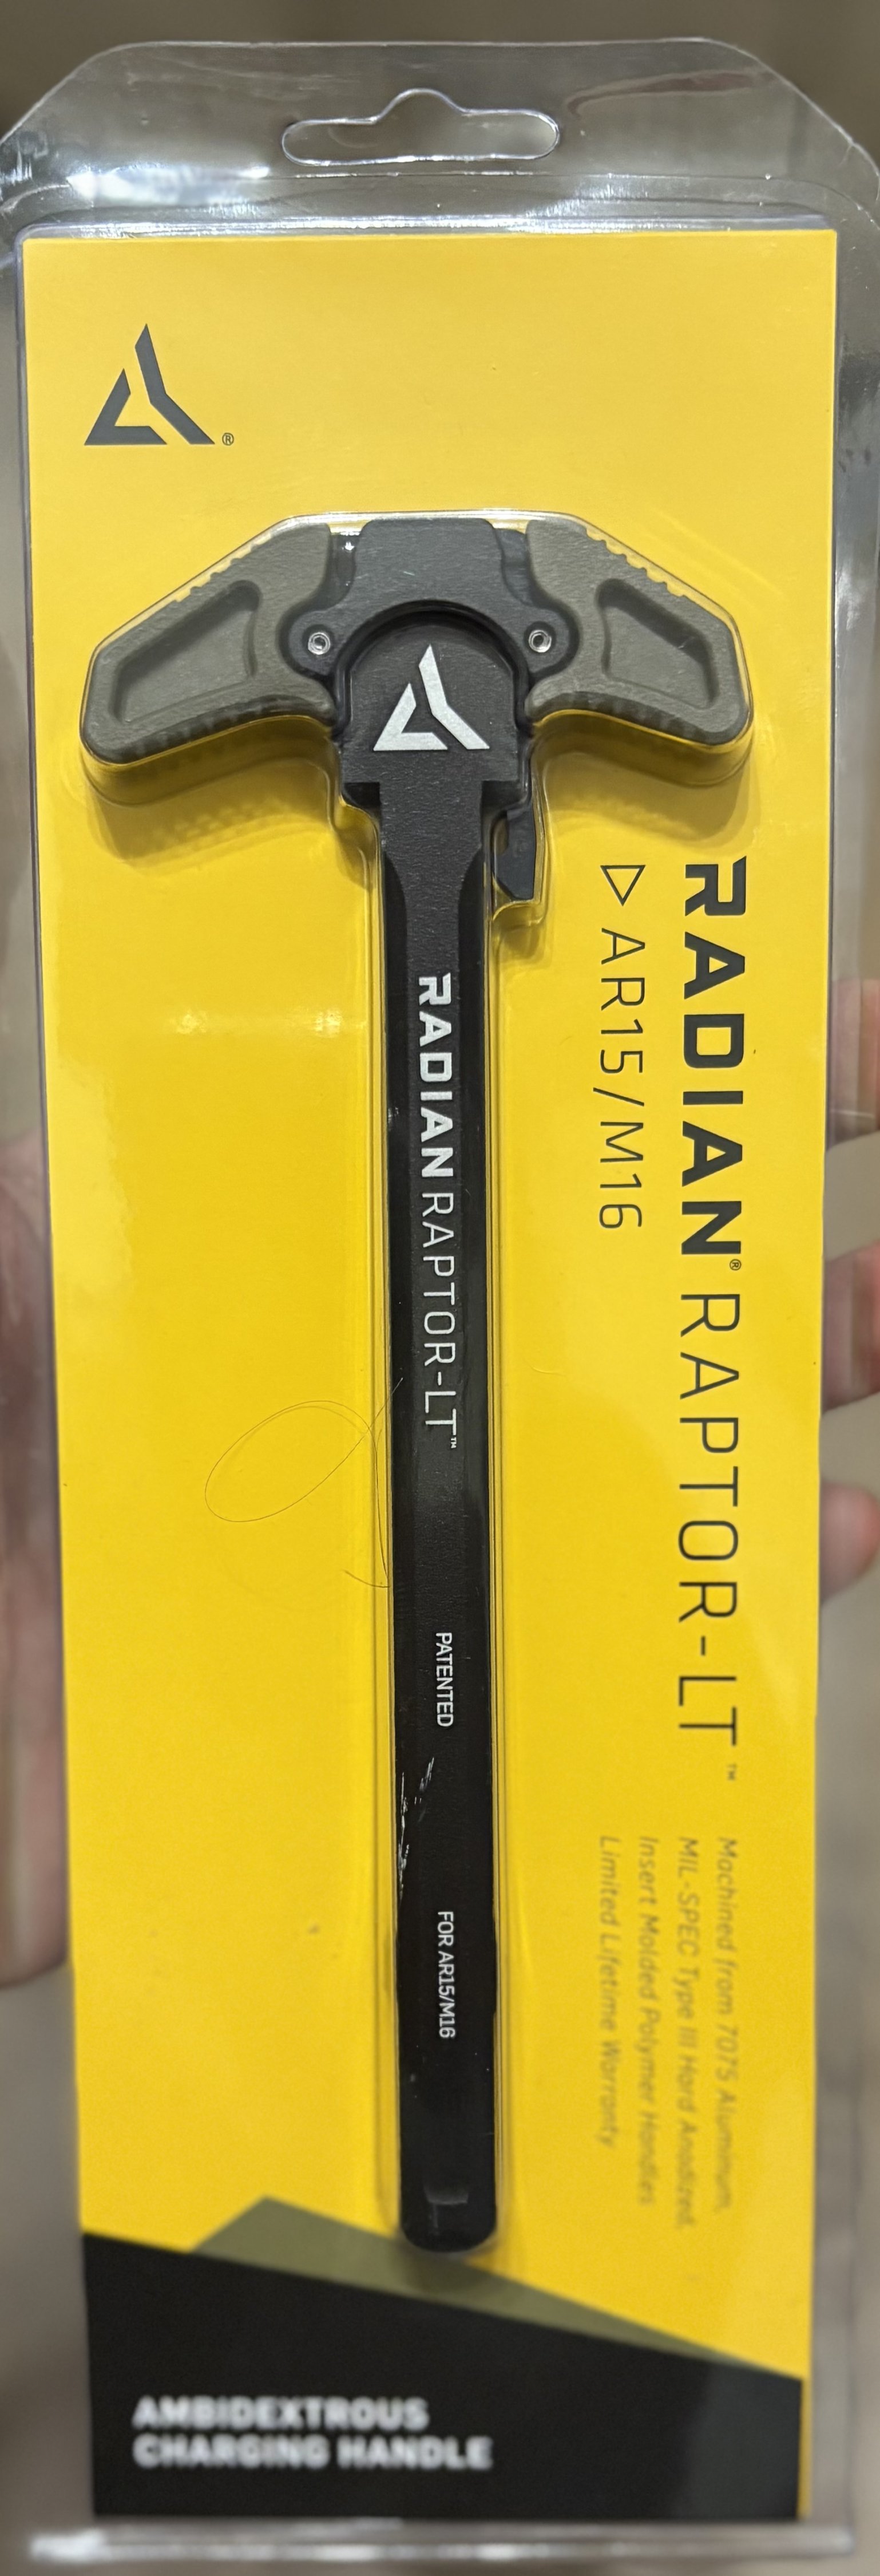 ®
RADIAN® RAPTOR-LT™
▷ AR15/M16
RADIAN RAPTOR-LT™
PATENTED
FOR AR15/M16
Machined from 7075 Aluminum,
MIL-SPEC Type III Hard Anodized,
Insert Molded Polymer Handles
Limited Lifetime Warranty
AMBIDEXTROUS
CHARGING HANDLE